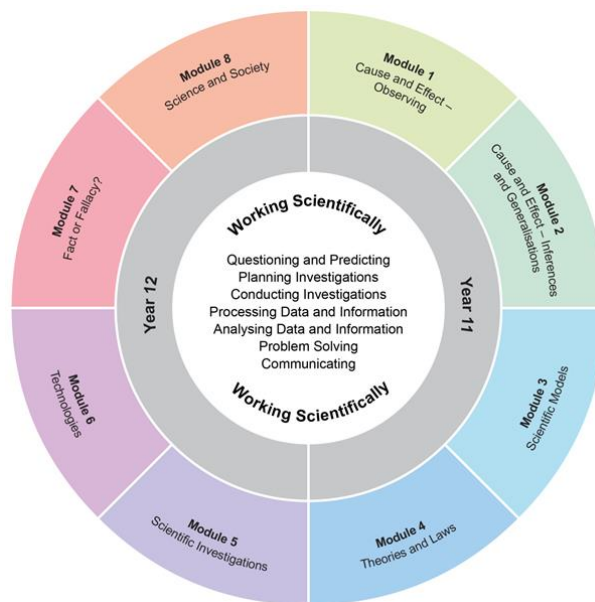 Module 1
Cause and Effect –
Observing
Module 2
Cause and Effect – Inferences
and Generalisations
Module 3
Scientific Models
Module 4
Theories and Laws
Module 5
Scientific Investigations
Module 6
Technologies
Module 7
Fact or Fallacy?
Module 8
Science and Society
Year 11
Year 12
Working Scientifically
Questioning and Predicting
Planning Investigations
Conducting Investigations
Processing Data and Information
Analysing Data and Information
Problem Solving
Communicating
Working Scientifically